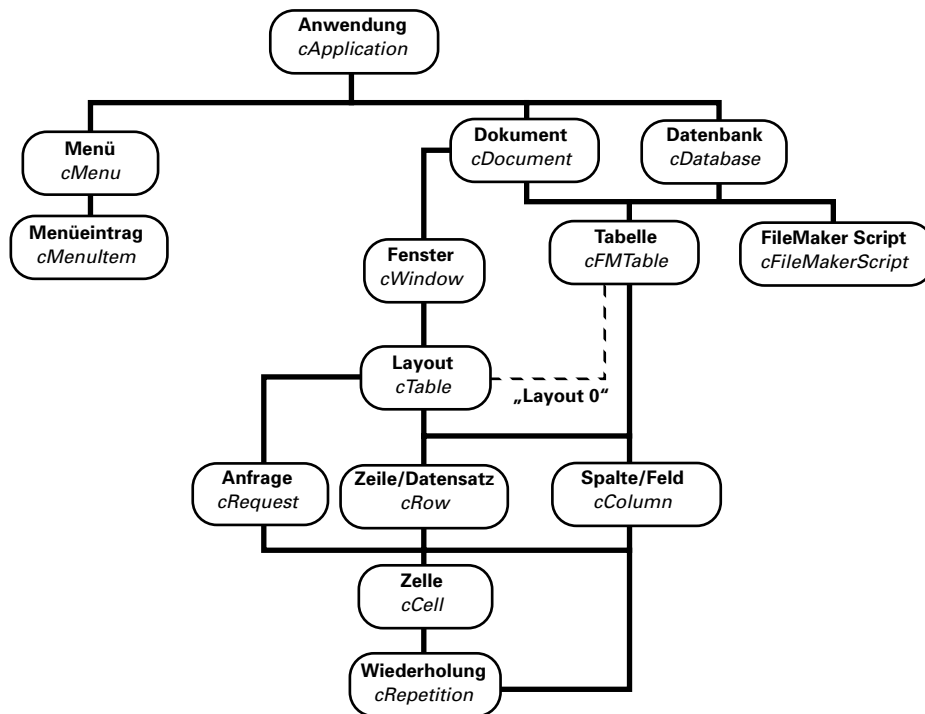 Anwendung
cApplication
Menü
cMenu
Dokument
cDocument
Datenbank
cDatabase
Menüeintrag
cMenuItem
Fenster
cWindow
Tabelle
cFMTable
FileMaker Script
cFileMakerScript
Layout
cTable
„Layout 0“
Anfrage
cRequest
Zeile/Datensatz
cRow
Spalte/Feld
cColumn
Zelle
cCell
Wiederholung
cRepetition